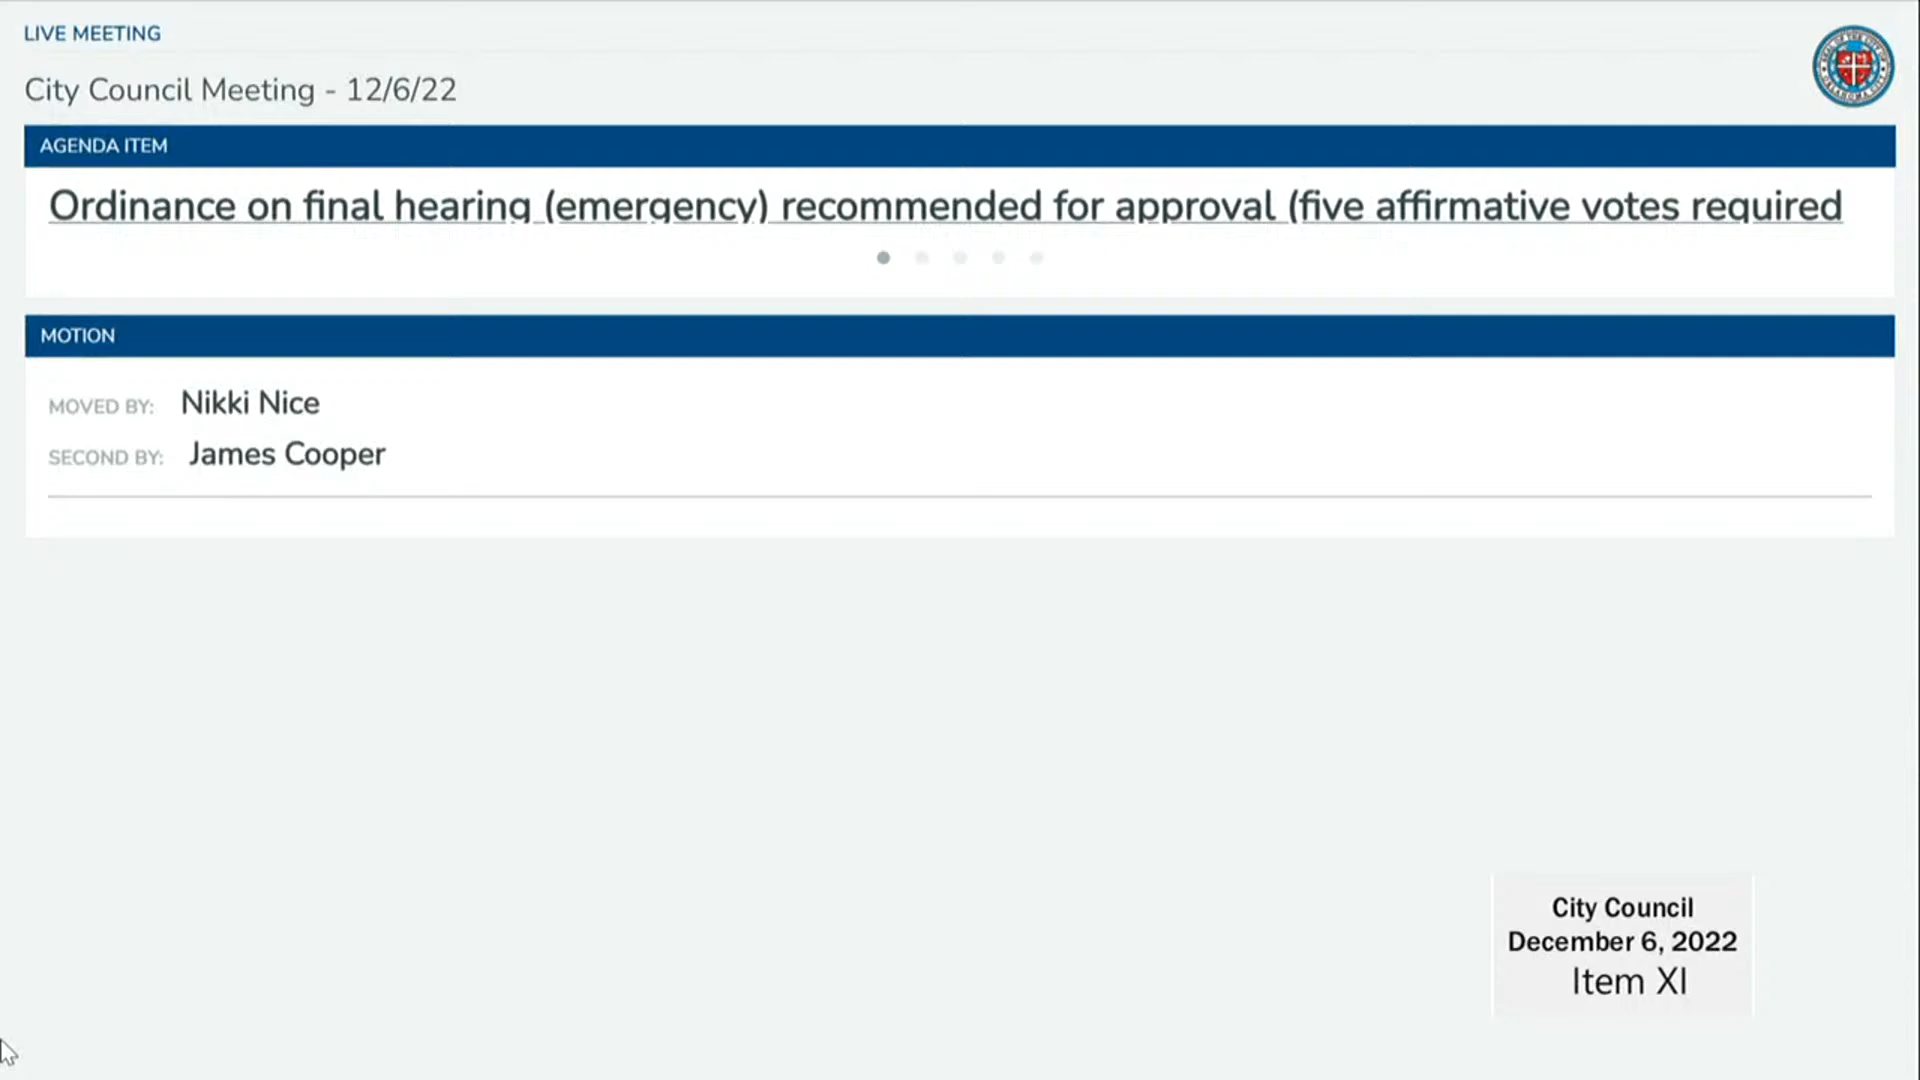 LIVE MEETING
City Council Meeting - 12/6/22
AGENDA ITEM
Ordinance on final hearing (emergency) recommended for approval (five affirmative votes required
MOTION
MOVED BY: Nikki Nice
SECOND BY: James Cooper
City Council
December 6, 2022
Item XI